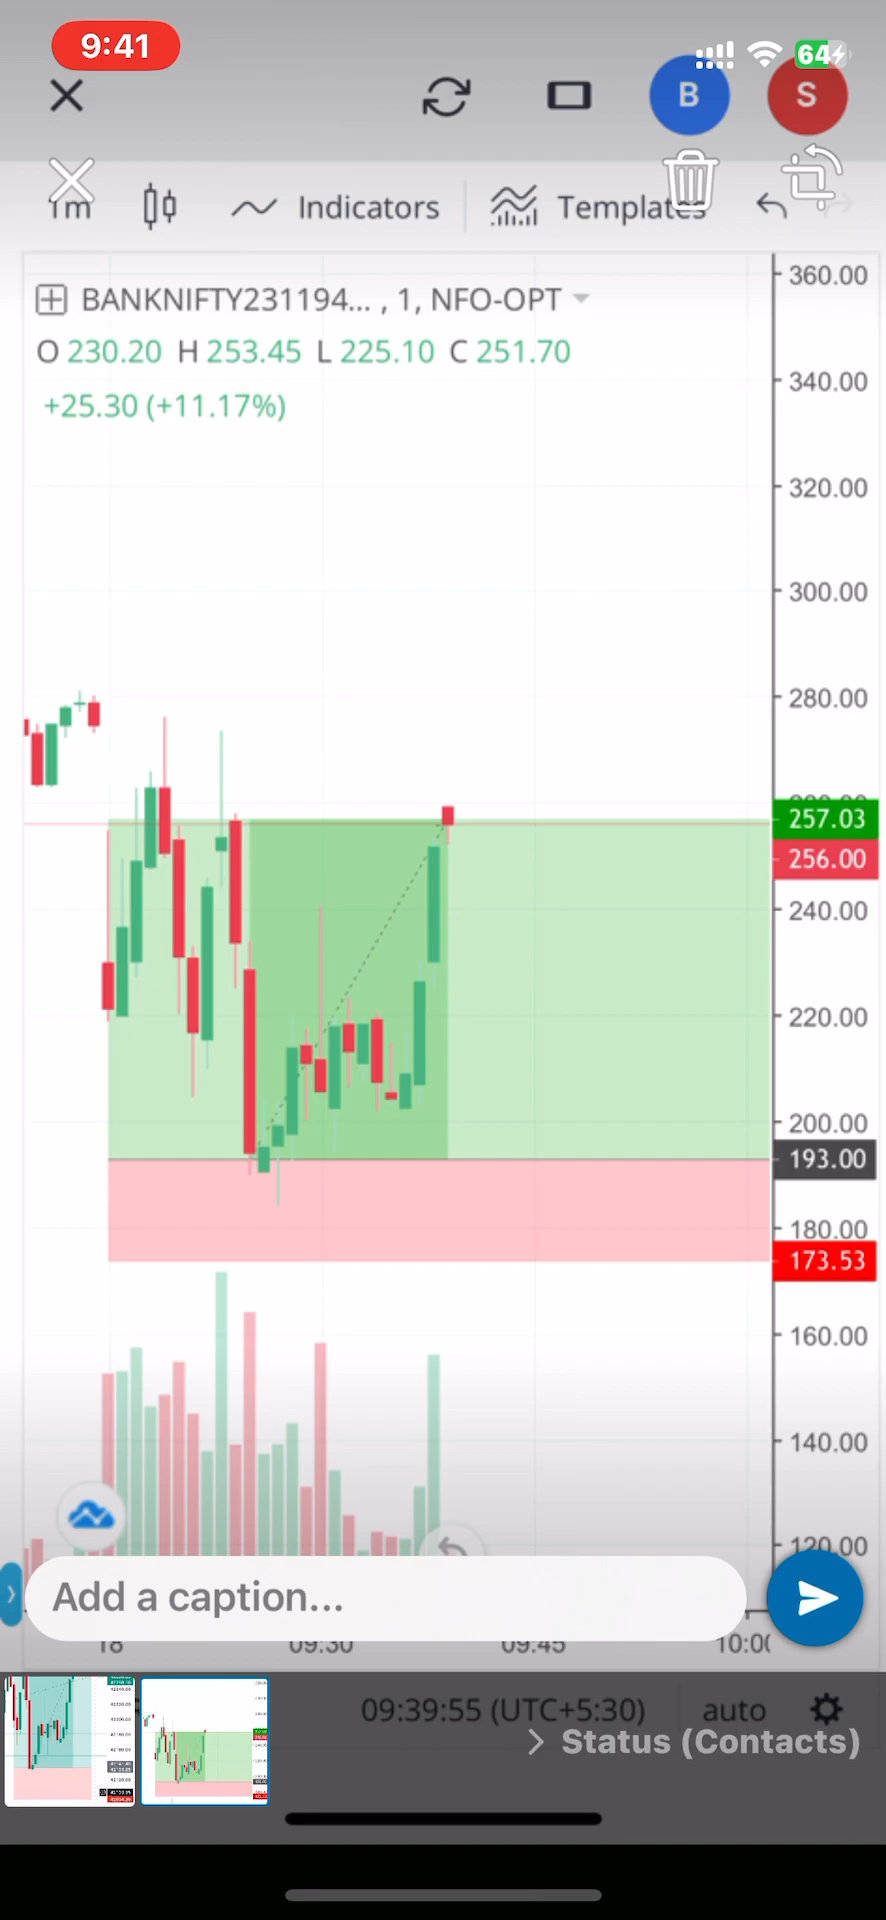 9:41
64
B
S
1m
Indicators
Templates
BANKNIFTY231194... , 1, NFO-OPT
O 230.20 H 253.45 L 225.10 C 251.70
+25.30 (+11.17%)
360.00
340.00
320.00
300.00
280.00
257.03
256.00
240.00
220.00
200.00
193.00
180.00
173.53
160.00
140.00
120.00
Add a caption...
18
09:30
09:45
10:0
09:39:55 (UTC+5:30)
auto
Status (Contacts)